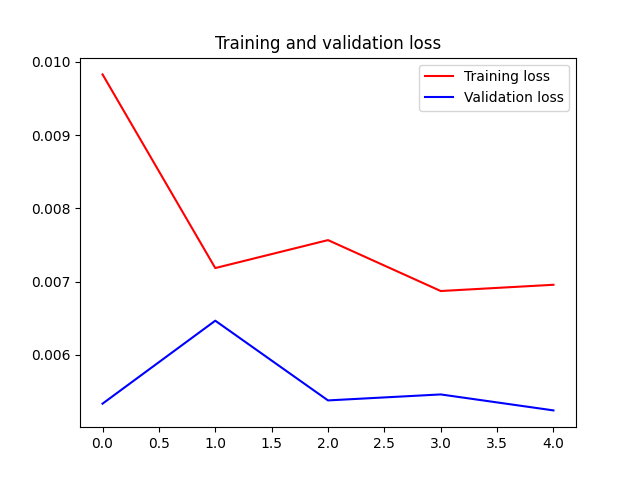 Training and validation loss
Training loss
Validation loss
0.010
0.009
0.008
0.007
0.006
0.0 0.5 1.0 1.5 2.0 2.5 3.0 3.5 4.0